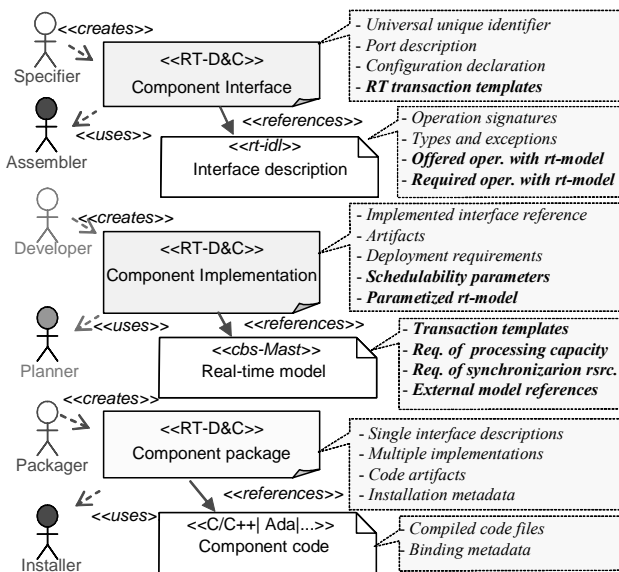 <<creates>>
Specifier
<<RT-D&C>>
Component Interface
- Universal unique identifier
- Port description
- Configuration declaration
- RT transaction templates
<<uses>>
Assembler
<<references>>
<<rt-idl>>
Interface description
- Operation signatures
- Types and exceptions
- Offered oper. with rt-model
- Required oper. with rt-model
<<creates>>
Developer
<<RT-D&C>>
Component Implementation
- Implemented interface reference
- Artifacts
- Deployment requirements
- Schedulability parameters
- Parametized rt-model
<<uses>>
Planner
<<references>>
<<cbs-Mast>>
Real-time model
- Transaction templates
- Req. of processing capacity
- Req. of synchronizarion rsrc.
- External model references
<<creates>>
Packager
<<RT-D&C>>
Component package
- Single interface descriptions
- Multiple implementations
- Code artifacts
- Installation metadata
<<uses>>
Installer
<<references>>
<<C/C++| Ada|...>>
Component code
- Compiled code files
- Binding metadata